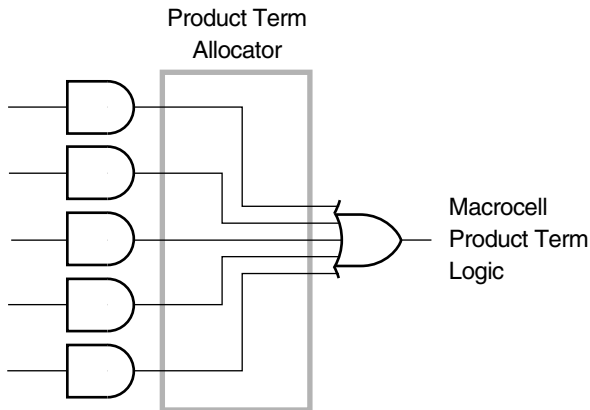 Product Term
Allocator
Macrocell
Product Term
Logic